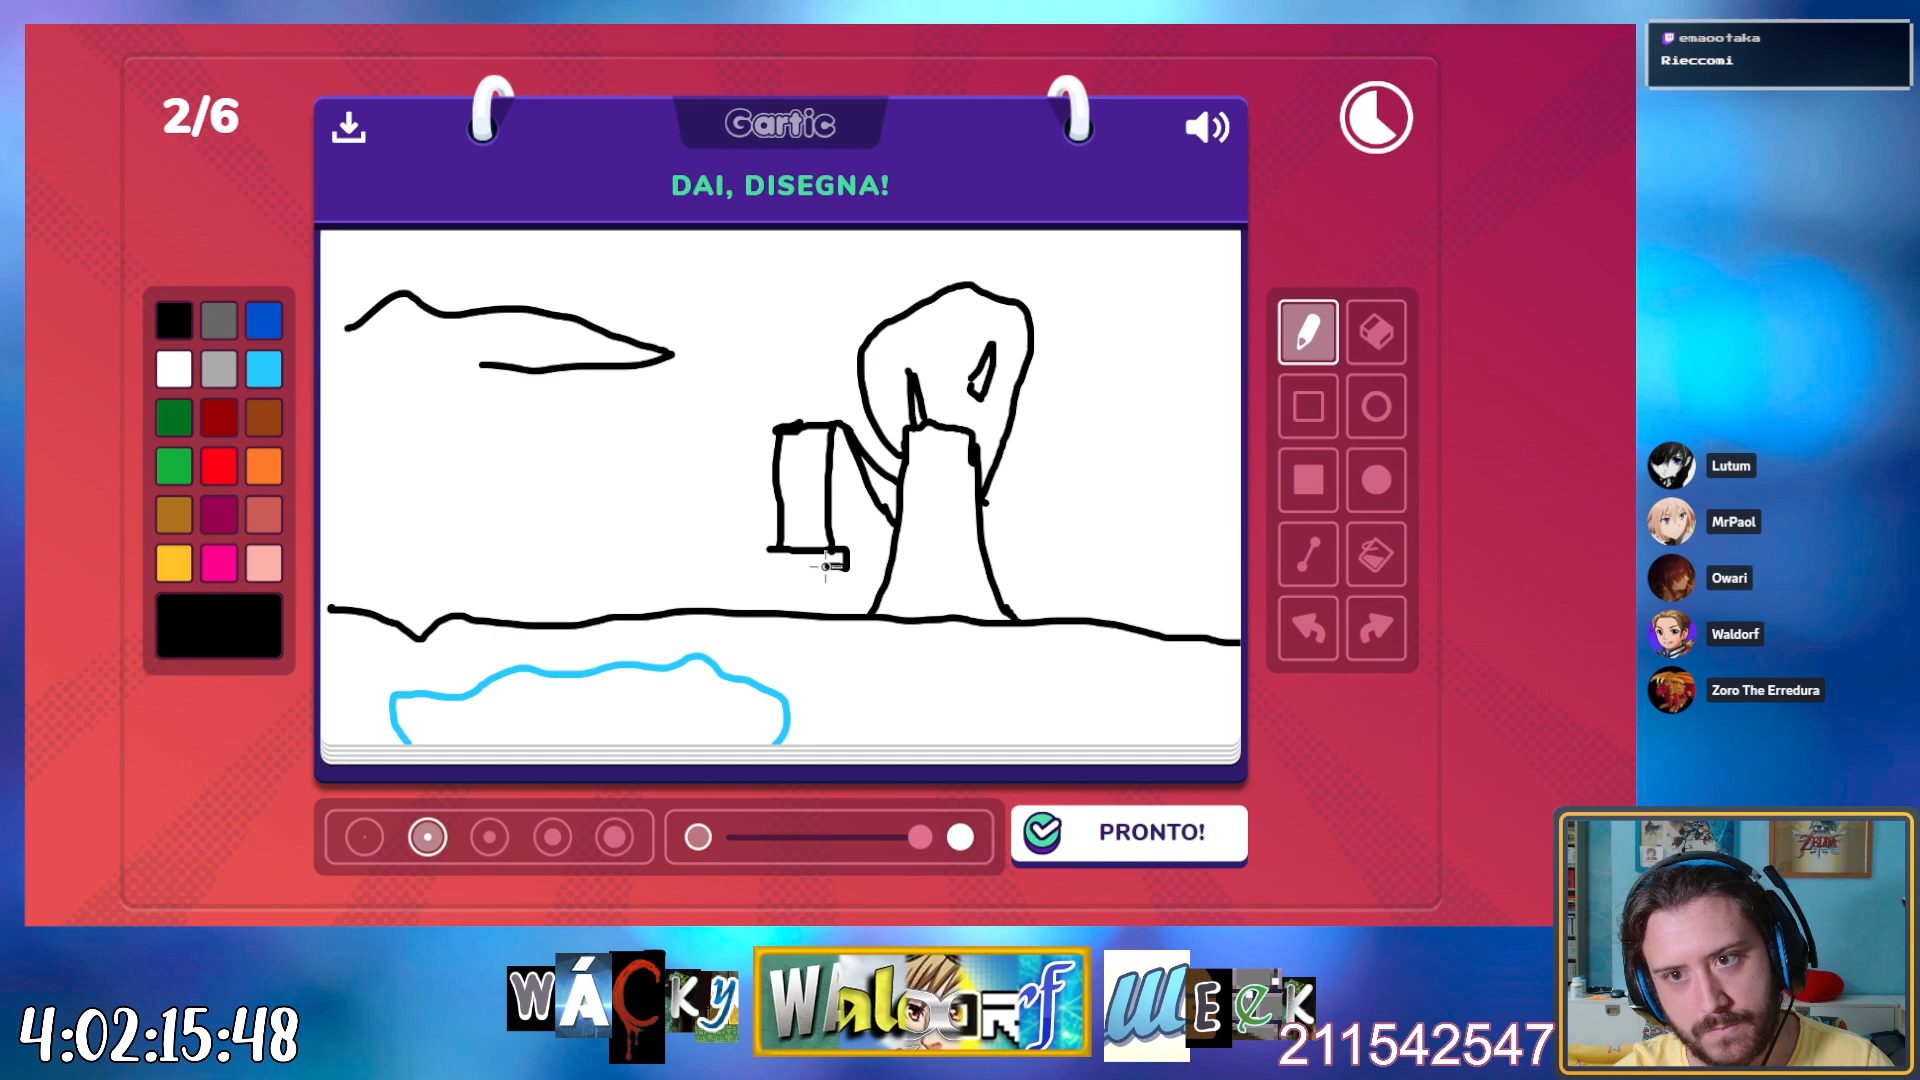 emaootaka
Rieccomi
2/6
Gartic
DAI, DISEGNA!
Lutum
MrPaol
Owari
Waldorf
Zoro The Erredura
PRONTO!
WÁCKY Waldorf WEEK
4:02:15:48
211542547